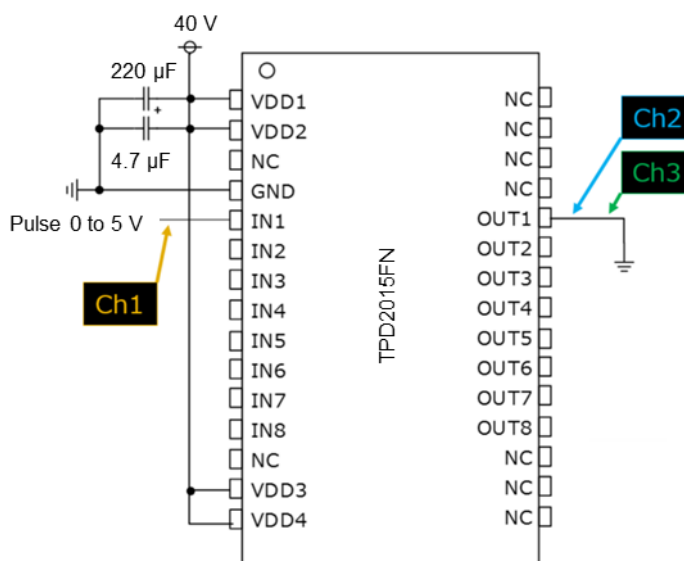 40 V
220 µF
+
4.7 µF
Pulse 0 to 5 V
Ch1
VDD1
VDD2
NC
GND
IN1
IN2
IN3
IN4
IN5
IN6
IN7
IN8
NC
VDD3
VDD4
TPD2015FN
NC
NC
NC
NC
OUT1
OUT2
OUT3
OUT4
OUT5
OUT6
OUT7
OUT8
NC
NC
NC
Ch2
Ch3